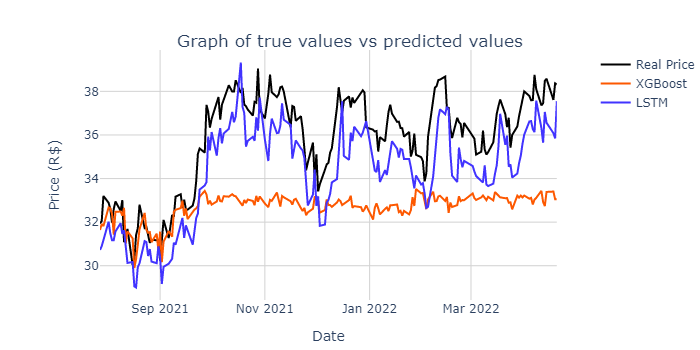 Graph of true values vs predicted values
Real Price
XGBoost
LSTM
Price (R$)
38
36
34
32
30
Sep 2021
Nov 2021
Jan 2022
Mar 2022
Date